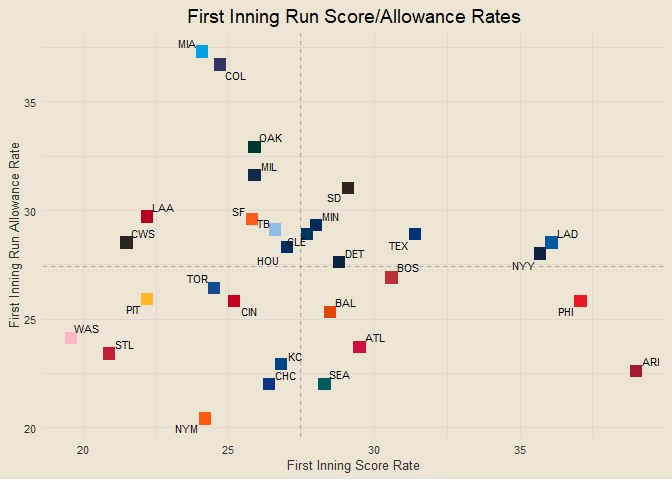 First Inning Run Score/Allowance Rates
MIA
COL
35
OAK
MIL
SD
30
LAA
SF
TB
MIN
CWS
CLE
TEX
LAD
HOU
DET
NYY
BOS
TOR
PIT
CIN
BAL
PHI
25
WAS
STL
ATL
KC
CHC
SEA
ARI
NYM
20
20
25
30
35
First Inning Score Rate
First Inning Run Allowance Rate